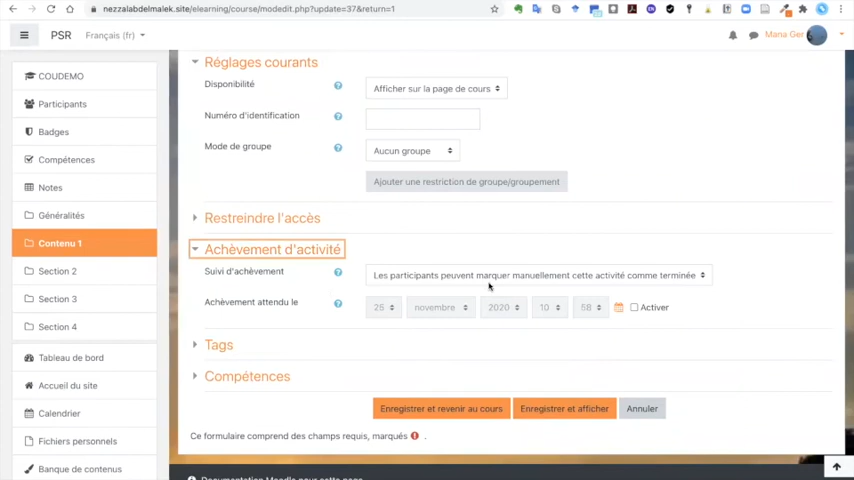 nezzalabdelmalek.site/elearning/course/modedit.php?update=37&return=1
PSR
Français (fr)
Mana Ger
COUDEMO
Participants
Badges
Compétences
Notes
Généralités
Contenu 1
Section 2
Section 3
Section 4
Tableau de bord
Accueil du site
Calendrier
Fichiers personnels
Banque de contenus
Réglages courants
Disponibilité
Afficher sur la page de cours
Numéro d'identification
Mode de groupe
Aucun groupe
Ajouter une restriction de groupe/groupement
Restreindre l'accès
Achèvement d'activité
Suivi d'achèvement
Les participants peuvent marquer manuellement cette activité comme terminée
Achèvement attendu le
25 novembre 2020 10 58 Activer
Tags
Compétences
Enregistrer et revenir au cours Enregistrer et afficher Annuler
Ce formulaire comprend des champs requis, marqués .
Documentation Moodle pour cette page